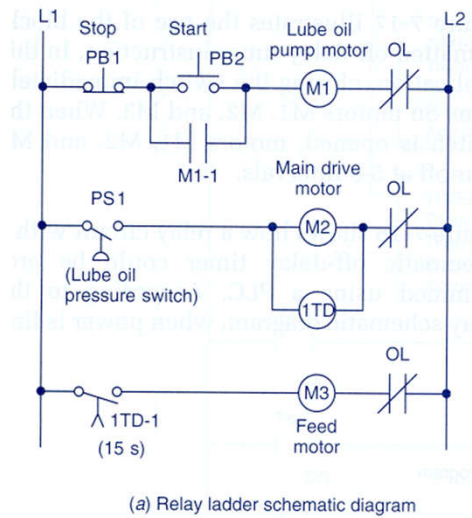 L1
L2
Stop
Start
Lube oil
pump motor
PB1
PB2
OL
M1
M1-1
Main drive
motor
PS1
OL
M2
(Lube oil
pressure switch)
1TD
OL
M3
1TD-1
(15 s)
Feed
motor
(a) Relay ladder schematic diagram